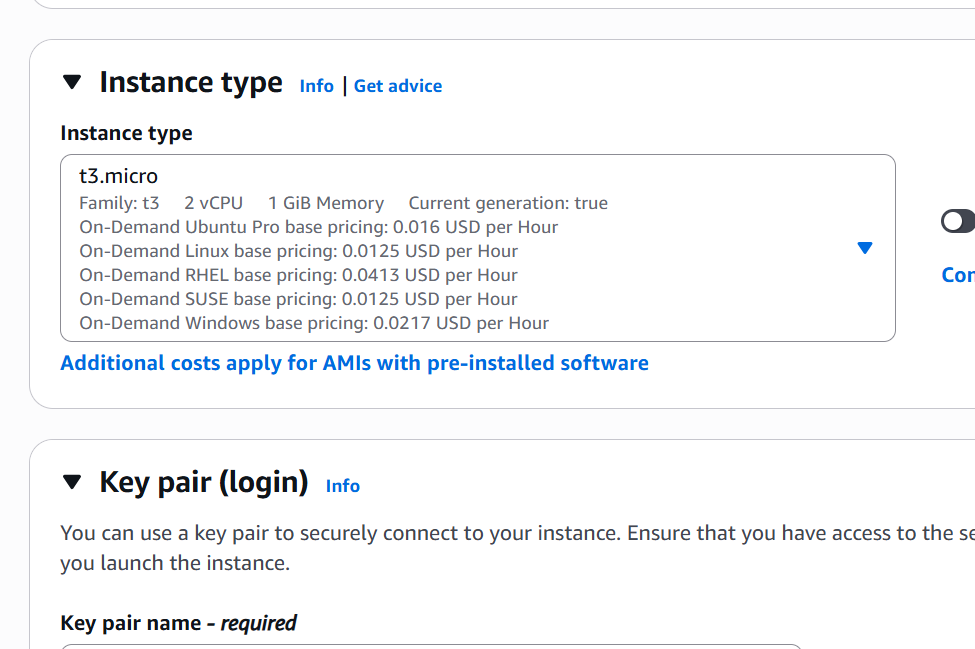 Instance type Info | Get advice
Instance type
t3.micro
Family: t3 2 vCPU 1 GiB Memory Current generation: true
On-Demand Ubuntu Pro base pricing: 0.016 USD per Hour
On-Demand Linux base pricing: 0.0125 USD per Hour
On-Demand RHEL base pricing: 0.0413 USD per Hour
On-Demand SUSE base pricing: 0.0125 USD per Hour
On-Demand Windows base pricing: 0.0217 USD per Hour
Additional costs apply for AMIs with pre-installed software
Key pair (login) Info
You can use a key pair to securely connect to your instance. Ensure that you have access to the
you launch the instance.
Key pair name - required